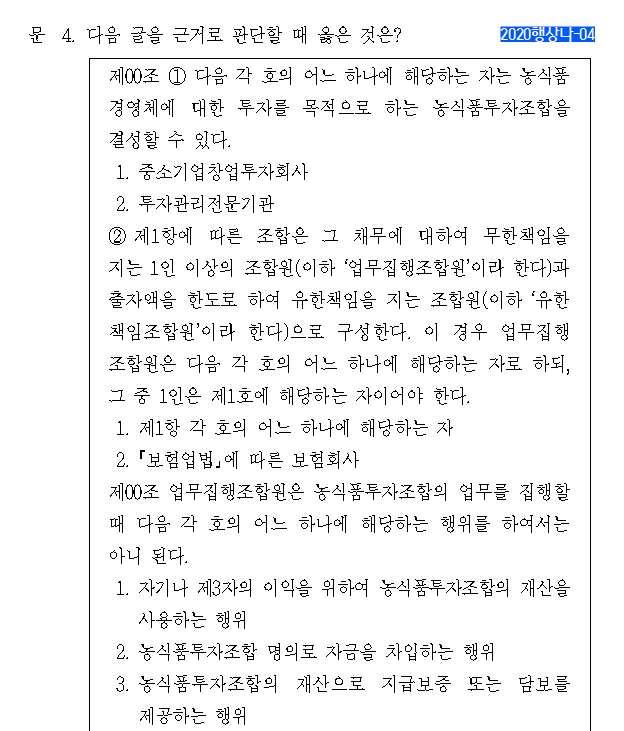 문 4. 다음 글을 근거로 판단할 때 옳은 것은? 2020행상나-04
제00조 ① 다음 각 호의 어느 하나에 해당하는 자는 농식품
경영체에 대한 투자를 목적으로 하는 농식품투자조합을
결성할 수 있다.
1. 중소기업창업투자회사
2. 투자관리전문기관
② 제1항에 따른 조합은 그 채무에 대하여 무한책임을
지는 1인 이상의 조합원(이하 ‘업무집행조합원’이라 한다)과
출자액을 한도로 하여 유한책임을 지는 조합원(이하 ‘유한
책임조합원’이라 한다)으로 구성한다. 이 경우 업무집행
조합원은 다음 각 호의 어느 하나에 해당하는 자로 하되,
그 중 1인은 제1호에 해당하는 자이어야 한다.
1. 제1항 각 호의 어느 하나에 해당하는 자
2. 「보험업법」에 따른 보험회사
제00조 업무집행조합원은 농식품투자조합의 업무를 집행할
때 다음 각 호의 어느 하나에 해당하는 행위를 하여서는
아니 된다.
1. 자기나 제3자의 이익을 위하여 농식품투자조합의 재산을
사용하는 행위
2. 농식품투자조합 명의로 자금을 차입하는 행위
3. 농식품투자조합의 재산으로 지급보증 또는 담보를
제공하는 행위